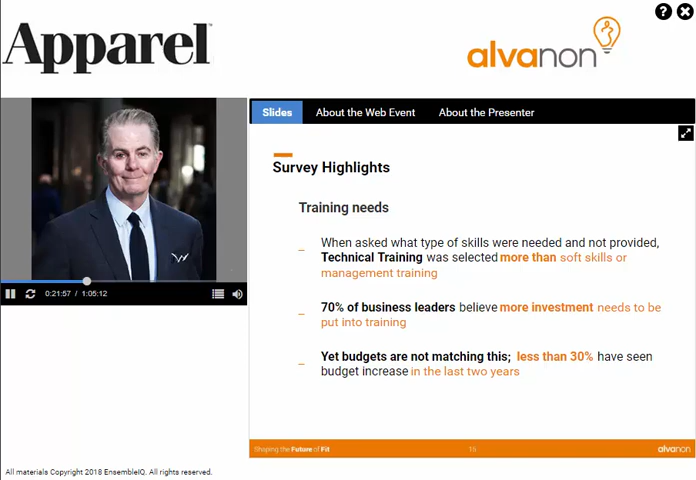 Apparel
alvanon
Slides
About the Web Event
About the Presenter
Survey Highlights
Training needs
When asked what type of skills were needed and not provided,
Technical Training was selected more than soft skills or
management training
70% of business leaders believe more investment needs to be
put into training
Yet budgets are not matching this; less than 30% have seen
budget increase in the last two years
0:21:57 / 1:05:12
Shaping the Future of Fit
alvanon
All materials Copyright 2018 EnsembleIQ. All rights reserved.